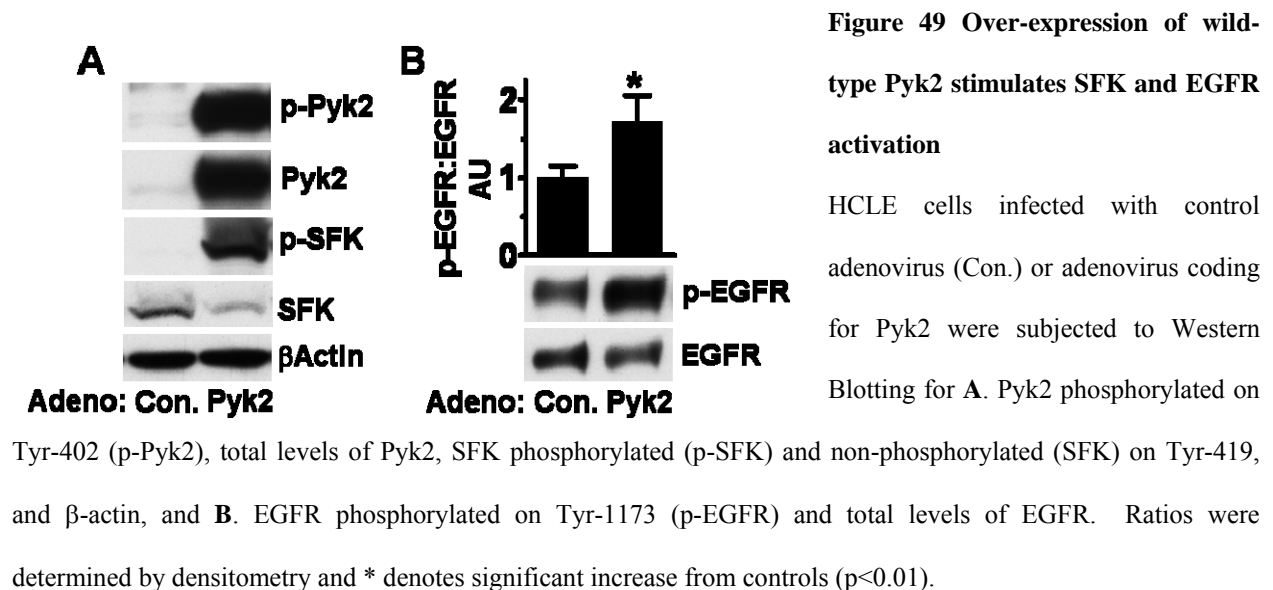 A
p-Pyk2
Pyk2
p-SFK
SFK
βActin
Adeno: Con. Pyk2
B
*
p-EGFR:EGFR
AU
2
1
0
p-EGFR
EGFR
Adeno: Con. Pyk2
Figure 49 Over-expression of wild-
type Pyk2 stimulates SFK and EGFR
activation
HCLE cells infected with control
adenovirus (Con.) or adenovirus coding
for Pyk2 were subjected to Western
Blotting for A. Pyk2 phosphorylated on
Tyr-402 (p-Pyk2), total levels of Pyk2, SFK phosphorylated (p-SFK) and non-phosphorylated (SFK) on Tyr-419,
and β-actin, and B. EGFR phosphorylated on Tyr-1173 (p-EGFR) and total levels of EGFR. Ratios were
determined by densitometry and * denotes significant increase from controls (p<0.01).